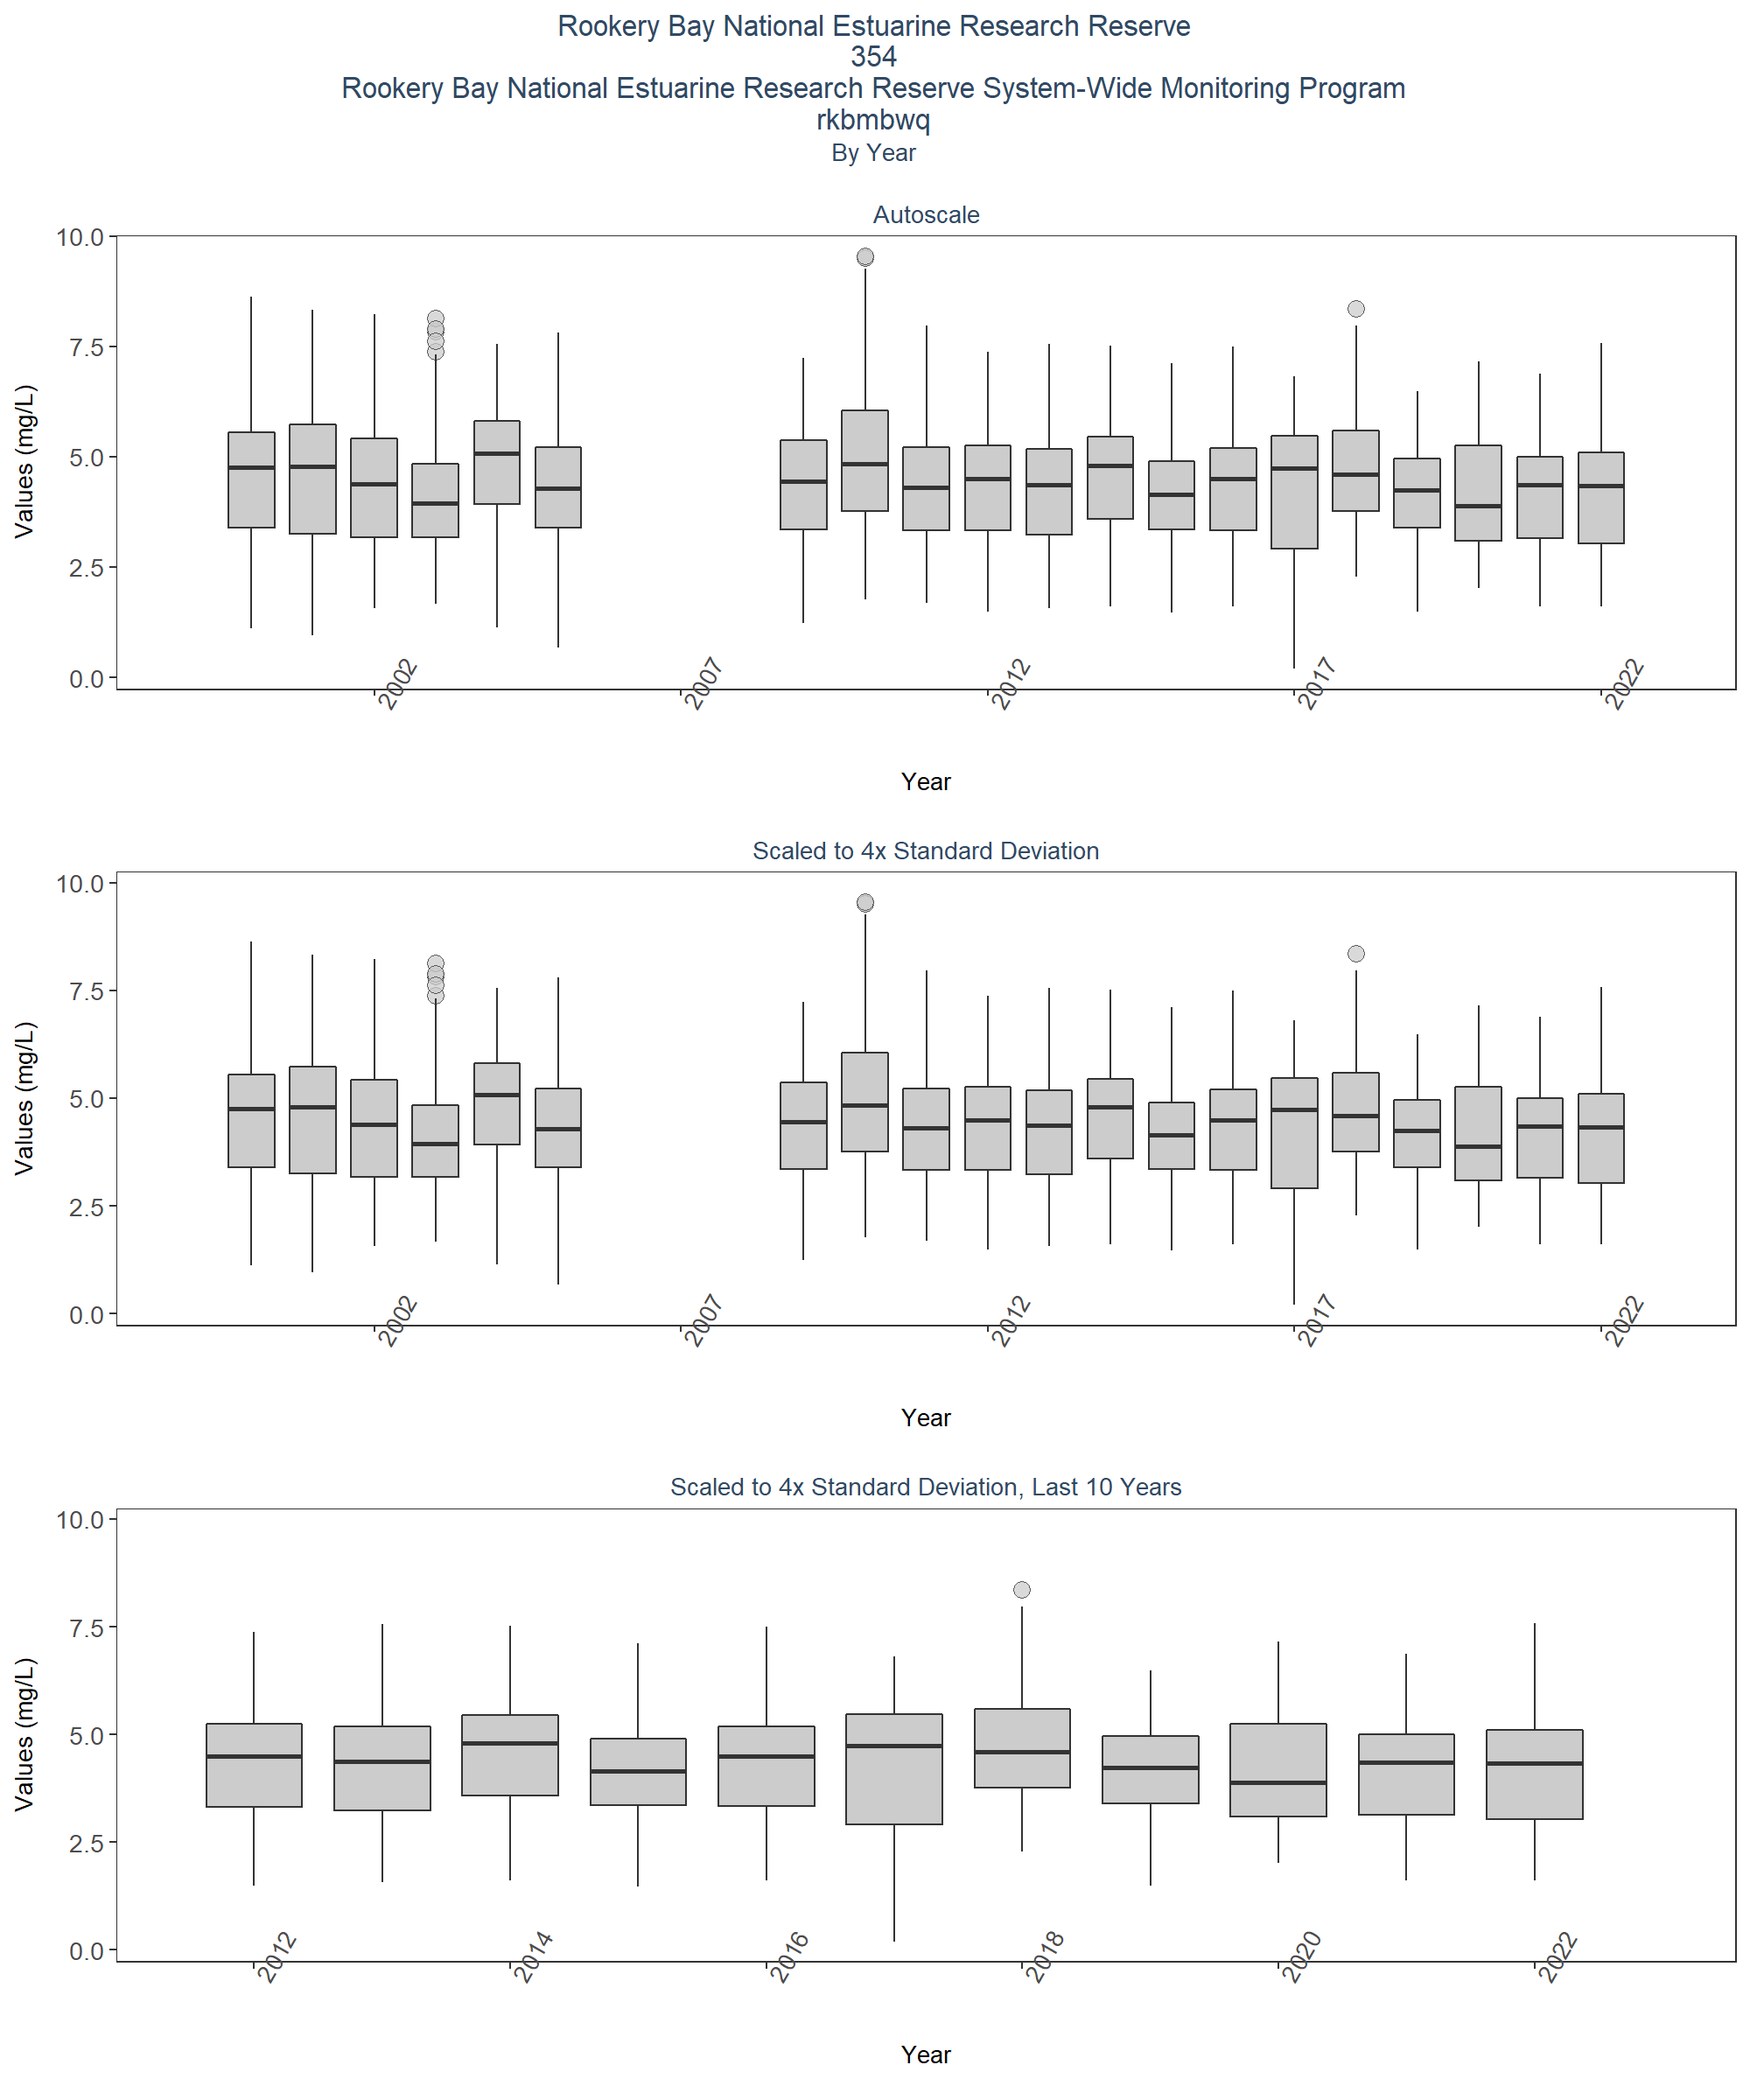 Rookery Bay National Estuarine Research Reserve
354
Rookery Bay National Estuarine Research Reserve System-Wide Monitoring Program
rkbmbwq
By Year
Autoscale
Values (mg/L)
10.0
7.5
5.0
2.5
0.0
2002 2007 2012 2017 2022
Year
Scaled to 4x Standard Deviation
Values (mg/L)
10.0
7.5
5.0
2.5
0.0
2002 2007 2012 2017 2022
Year
Scaled to 4x Standard Deviation, Last 10 Years
Values (mg/L)
10.0
7.5
5.0
2.5
0.0
2012 2014 2016 2018 2020 2022
Year